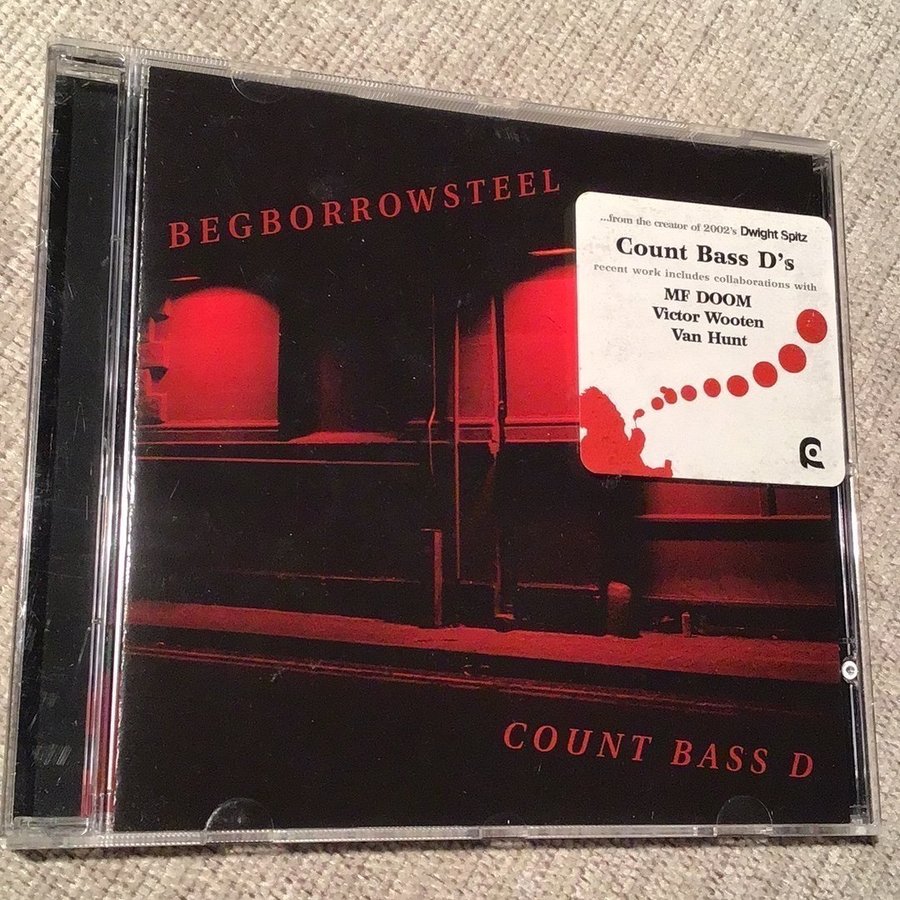 BEGBORROWSTEEL
...from the creator of 2002's Dwight Spitz
Count Bass D's
recent work includes collaborations with
MF DOOM
Victor Wooten
Van Hunt
COUNT BASS D